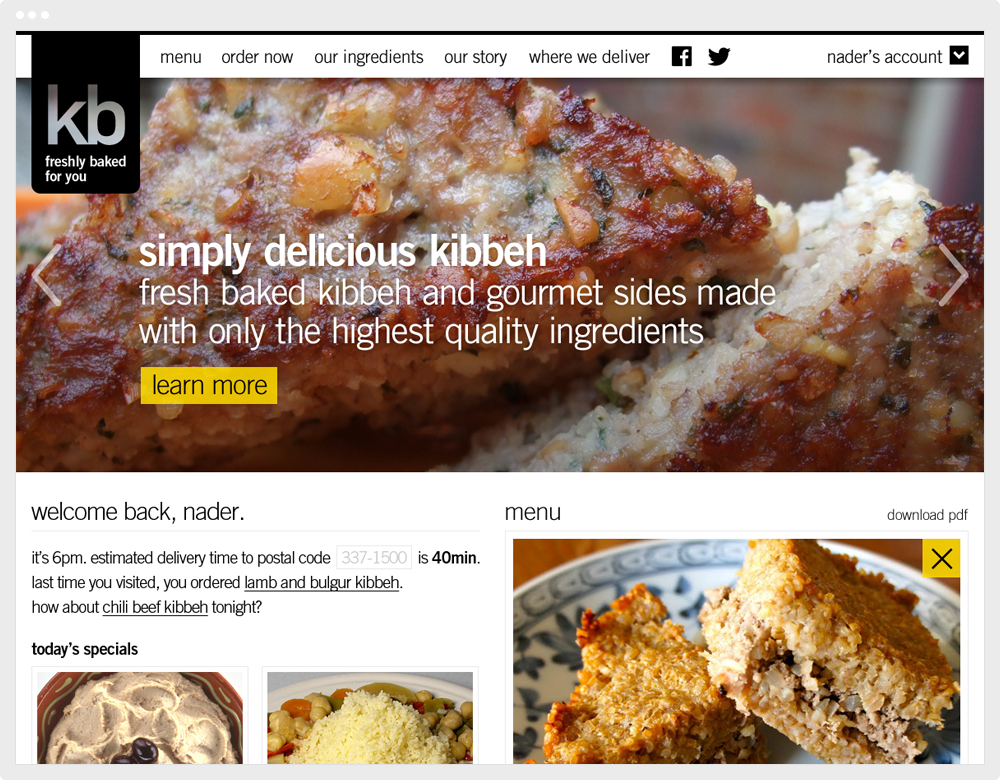 menu order now our ingredients our story where we deliver nader's account
kb
freshly baked
for you
simply delicious kibbeh
fresh baked kibbeh and gourmet sides made
with only the highest quality ingredients
learn more
welcome back, nader.
it's 6pm. estimated delivery time to postal code 337-1500 is 40min.
last time you visited, you ordered lamb and bulgur kibbeh.
how about chili beef kibbeh tonight?
today's specials
menu
download pdf